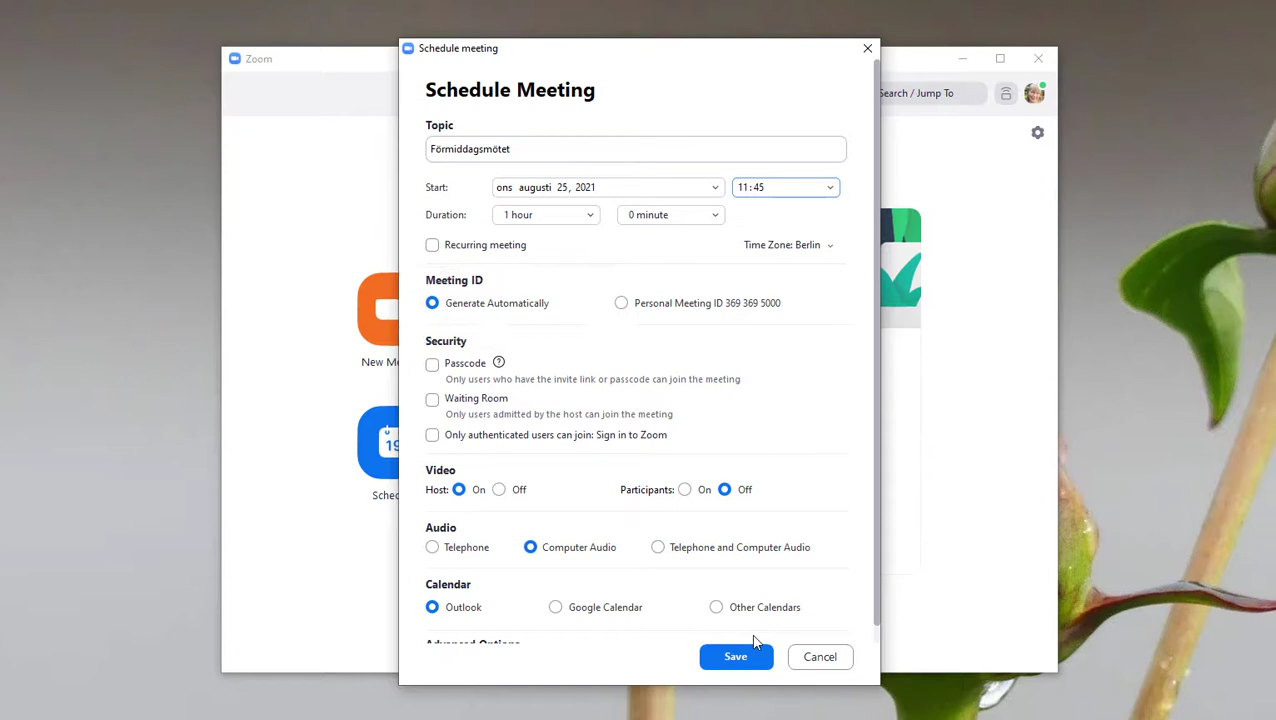 Zoom
Schedule meeting
Search / Jump To
Schedule Meeting
Topic
Förmiddagsmötet
Start:
ons augusti 25, 2021
11:45
Duration:
1 hour
0 minute
Recurring meeting
Time Zone: Berlin
Meeting ID
Generate Automatically
Personal Meeting ID 369 369 5000
Security
Passcode
Only users who have the invite link or passcode can join the meeting
New Me
Waiting Room
Only users admitted by the host can join the meeting
Only authenticated users can join: Sign in to Zoom
19
Video
Host: On Off
Participants: On Off
Sched
Audio
Telephone
Computer Audio
Telephone and Computer Audio
Calendar
Outlook
Google Calendar
Other Calendars
Advanced Options
Save
Cancel